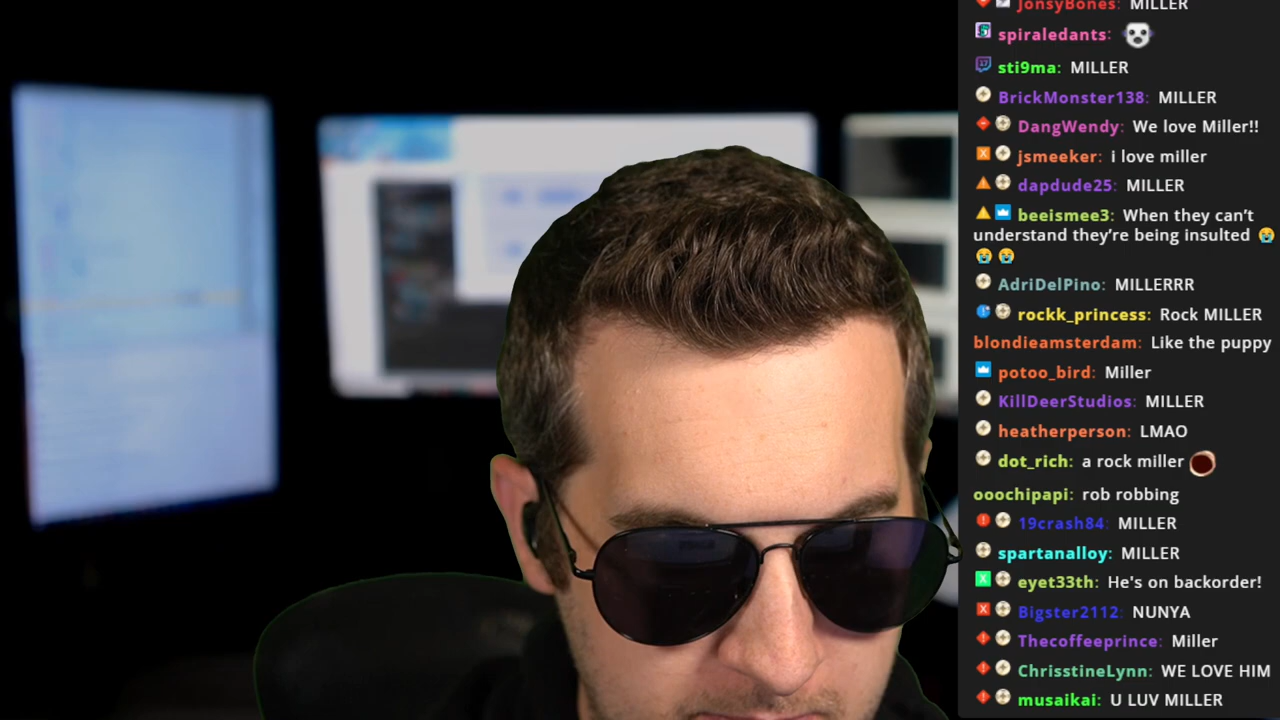 JonsyBones: MILLER
spiraledants:
sti9ma: MILLER
BrickMonster138: MILLER
DangWendy: We love Miller!!
jsmeeker: i love miller
dapdude25: MILLER
beeismee3: When they can’t
understand they’re being insulted 😭
😭 😭
AdriDelPino: MILLERRR
rockk_princess: Rock MILLER
blondieamsterdam: Like the puppy
potoo_bird: Miller
KillDeerStudios: MILLER
heatherperson: LMAO
dot_rich: a rock miller
ooochipapi: rob robbing
19crash84: MILLER
spartanalloy: MILLER
eyet33th: He's on backorder!
Bigster2112: NUNYA
Thecoffeeprince: Miller
ChrisstineLynn: WE LOVE HIM
musaikai: U LUV MILLER